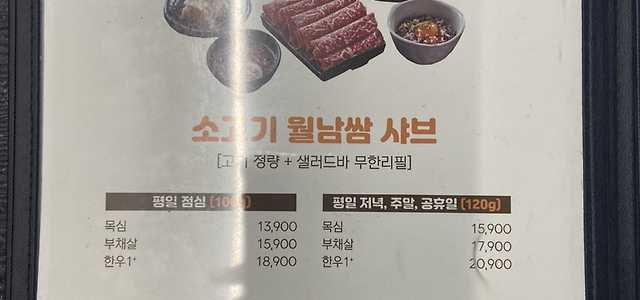 소고기 월남쌈 샤브
[고기 정량 + 샐러드바 무한리필]
평일 점심 (100g)
목심 13,900
부채살 15,900
한우1⁺ 18,900
평일 저녁, 주말, 공휴일 (120g)
목심 15,900
부채살 17,900
한우1⁺ 20,900